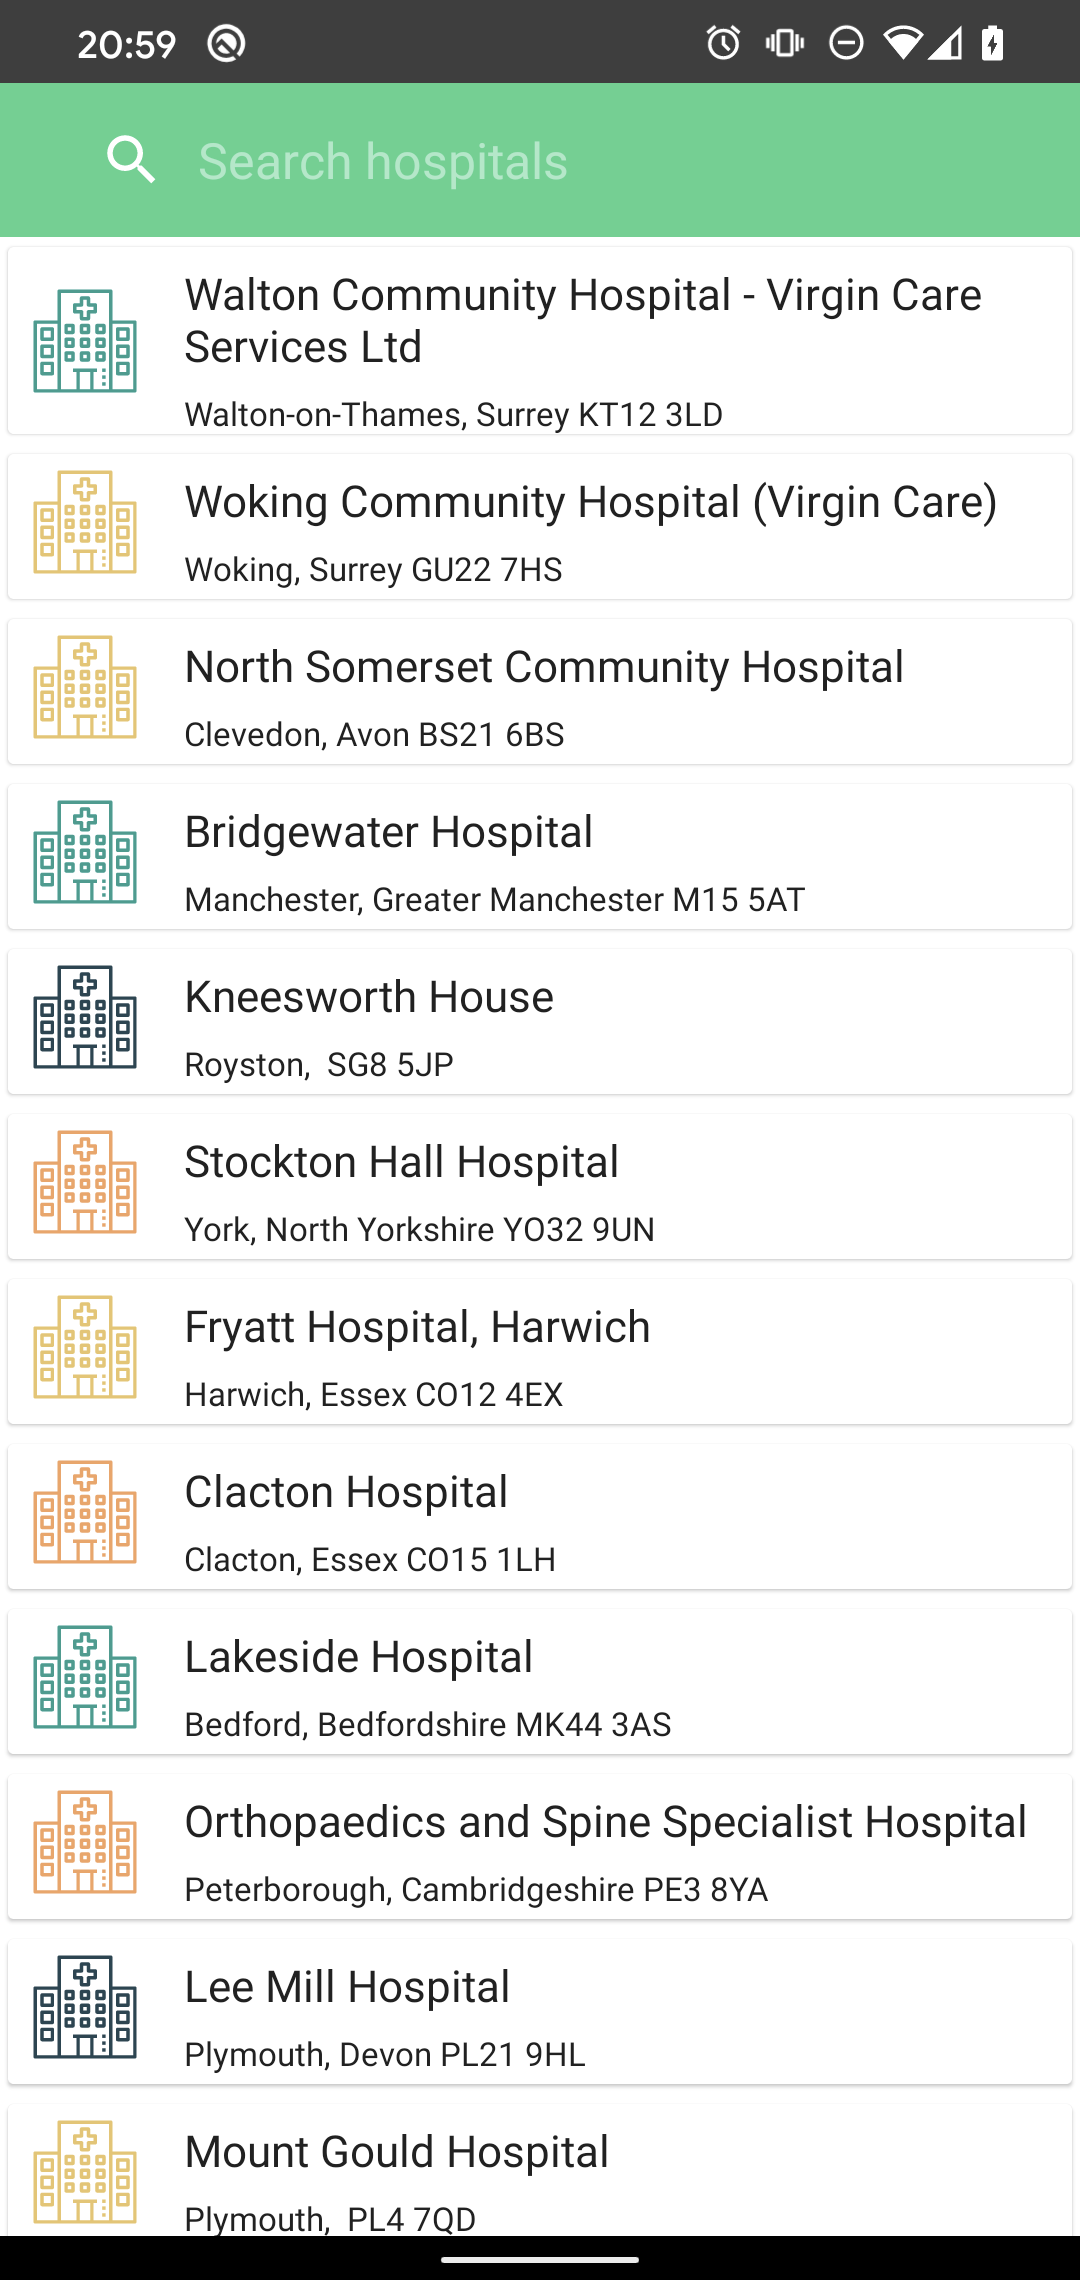 20:59
Search hospitals
Walton Community Hospital - Virgin Care
Services Ltd
Walton-on-Thames, Surrey KT12 3LD
Woking Community Hospital (Virgin Care)
Woking, Surrey GU22 7HS
North Somerset Community Hospital
Clevedon, Avon BS21 6BS
Bridgewater Hospital
Manchester, Greater Manchester M15 5AT
Kneesworth House
Royston,  SG8 5JP
Stockton Hall Hospital
York, North Yorkshire YO32 9UN
Fryatt Hospital, Harwich
Harwich, Essex CO12 4EX
Clacton Hospital
Clacton, Essex CO15 1LH
Lakeside Hospital
Bedford, Bedfordshire MK44 3AS
Orthopaedics and Spine Specialist Hospital
Peterborough, Cambridgeshire PE3 8YA
Lee Mill Hospital
Plymouth, Devon PL21 9HL
Mount Gould Hospital
Plymouth,  PL4 7QD